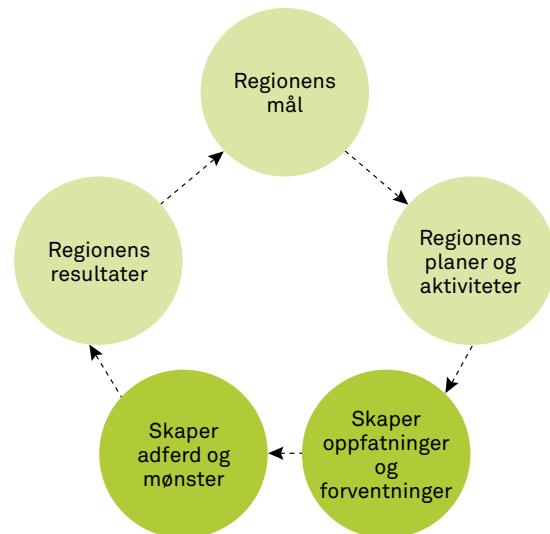 Regionens
mål
Regionens
planer og
aktiviteter
Skaper
oppfatninger
og
forventninger
Skaper
adferd og
mønster
Regionens
resultater